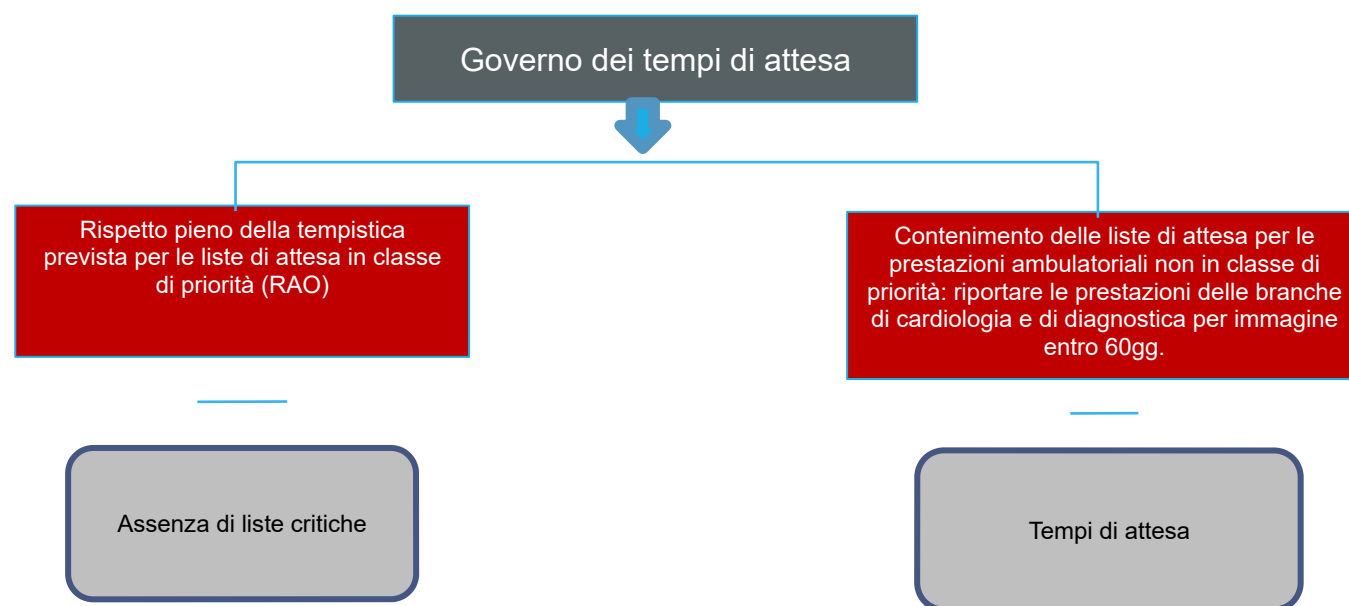 Governo dei tempi di attesa
Rispetto pieno della tempistica
prevista per le liste di attesa in classe
di priorità (RAO)
Contenimento delle liste di attesa per le
prestazioni ambulatoriali non in classe di
priorità: riportare le prestazioni delle branche
di cardiologia e di diagnostica per immagine
entro 60gg.
Assenza di liste critiche
Tempi di attesa